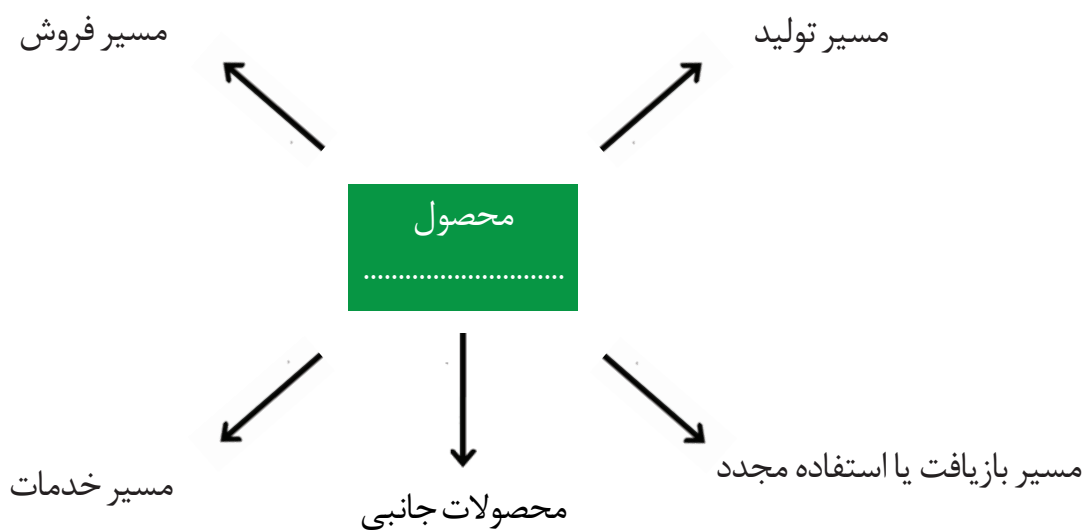 مسیر تولید
مسیر فروش
محصول
.............................
مسیر بازیافت یا استفاده مجدد
محصولات جانبی
مسیر خدمات